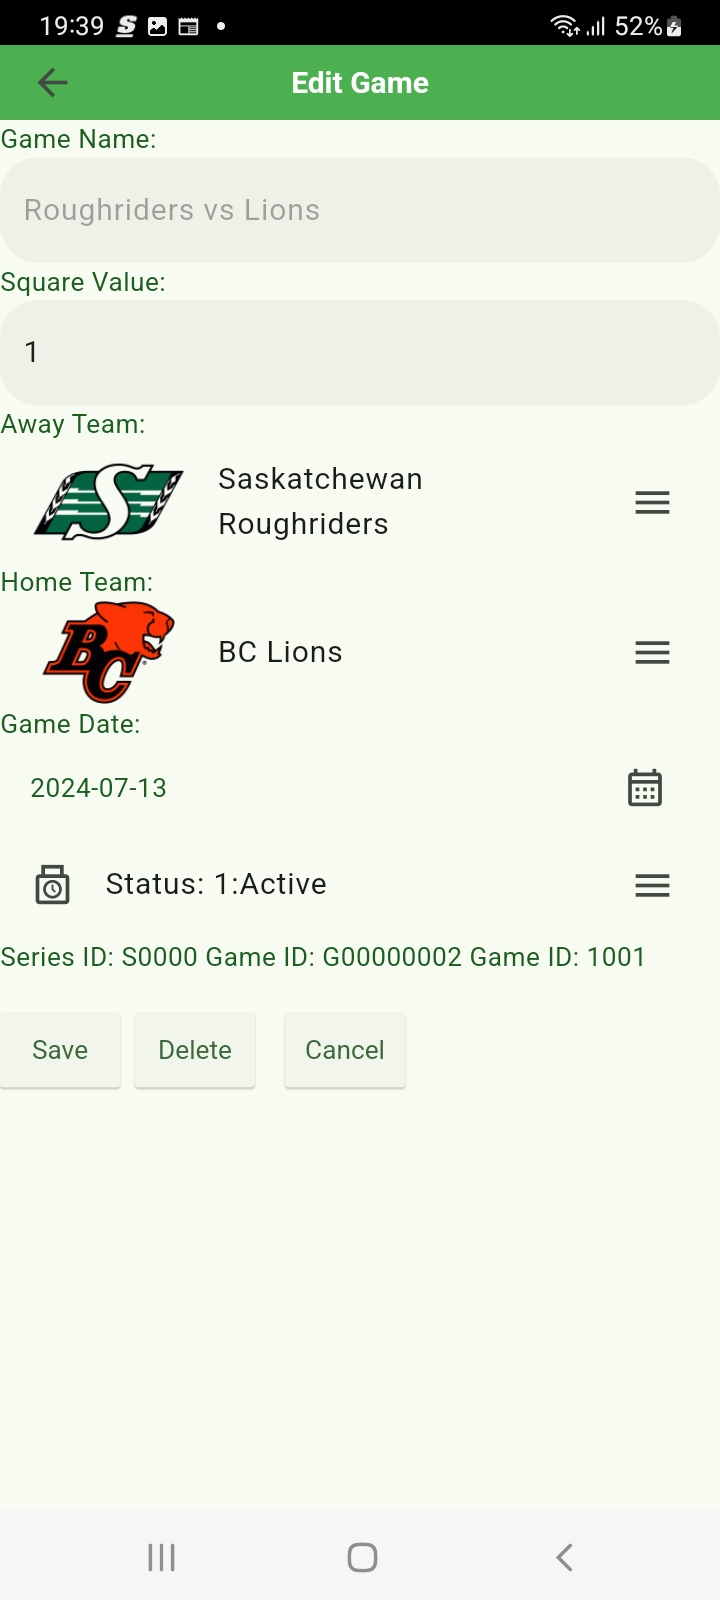 19:39 52%
Edit Game
Game Name:
Roughriders vs Lions
Square Value:
1
Away Team:
S
Saskatchewan
Roughriders
Home Team:
BC
BC Lions
Game Date:
2024-07-13
Status: 1:Active
Series ID: S0000 Game ID: G00000002 Game ID: 1001
Save Delete Cancel